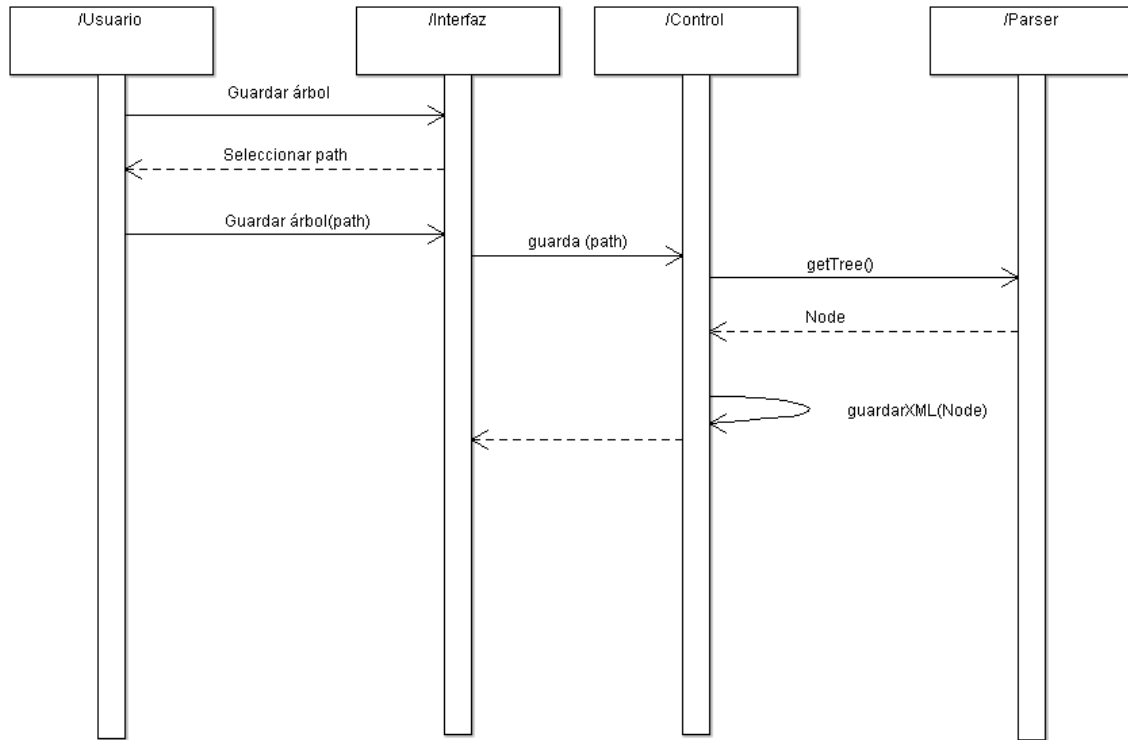 /Usuario
/Interfaz
/Control
/Parser
Guardar árbol
Seleccionar path
Guardar árbol(path)
guarda (path)
getTree()
Node
guardarXML(Node)